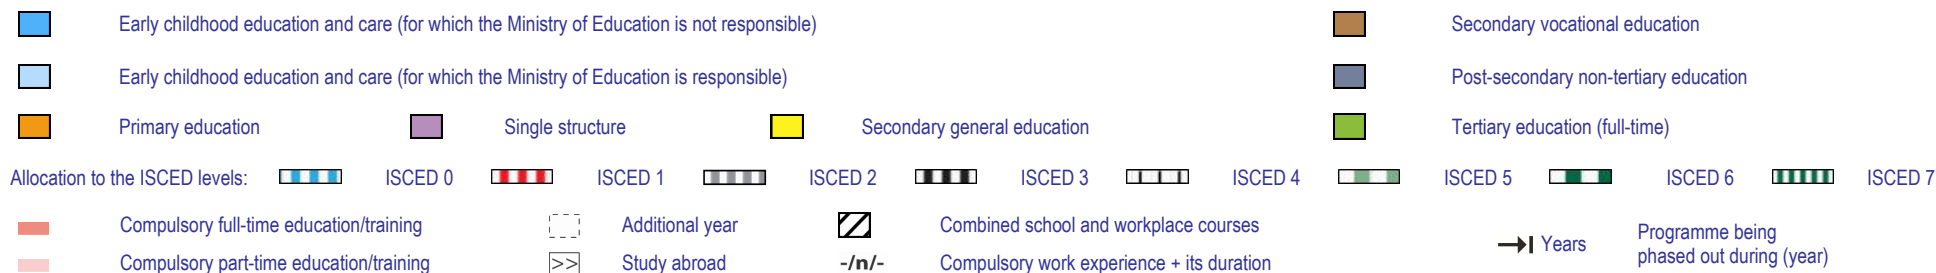 Early childhood education and care (for which the Ministry of Education is not responsible) Secondary vocational education
Early childhood education and care (for which the Ministry of Education is responsible) Post-secondary non-tertiary education
Primary education Single structure Secondary general education Tertiary education (full-time)
Allocation to the ISCED levels: ISCED 0 ISCED 1 ISCED 2 ISCED 3 ISCED 4 ISCED 5 ISCED 6 ISCED 7
Compulsory full-time education/training Additional year Combined school and workplace courses Years Programme being
phased out during (year)
Compulsory part-time education/training >> Study abroad -/n/- Compulsory work experience + its duration